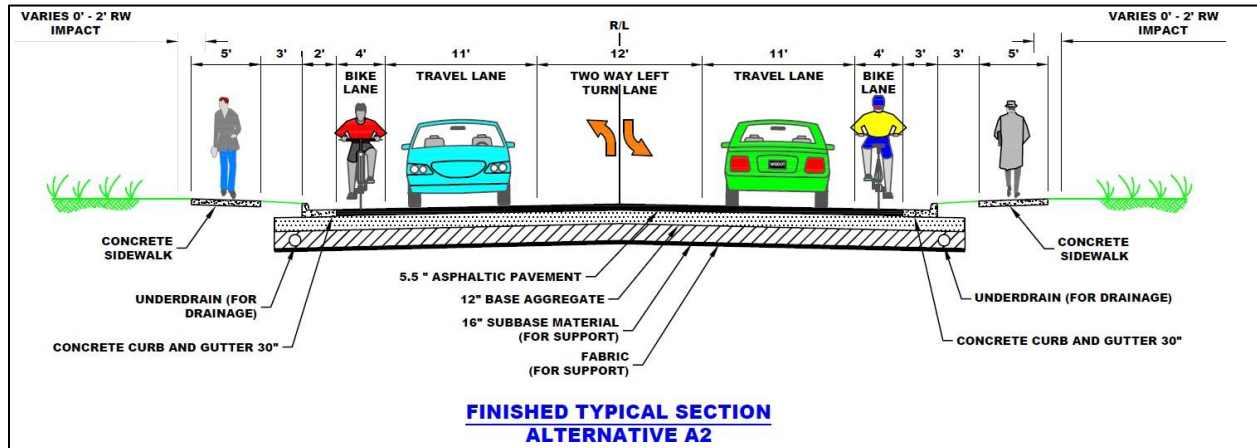 VARIES 0' - 2' RW
IMPACT
R/L
VARIES 0' - 2' RW
IMPACT
5'
3'
2'
4'
11'
12'
11'
4'
3'
3'
5'
BIKE
LANE
TRAVEL LANE
TWO WAY LEFT
TURN LANE
TRAVEL LANE
BIKE
LANE
CONCRETE
SIDEWALK
UNDERDRAIN (FOR
DRAINAGE)
CONCRETE CURB AND GUTTER 30"
5.5 " ASPHALTIC PAVEMENT
12" BASE AGGREGATE
16" SUBBASE MATERIAL
(FOR SUPPORT)
FABRIC
(FOR SUPPORT)
CONCRETE
SIDEWALK
UNDERDRAIN (FOR DRAINAGE)
CONCRETE CURB AND GUTTER 30"
FINISHED TYPICAL SECTION
ALTERNATIVE A2